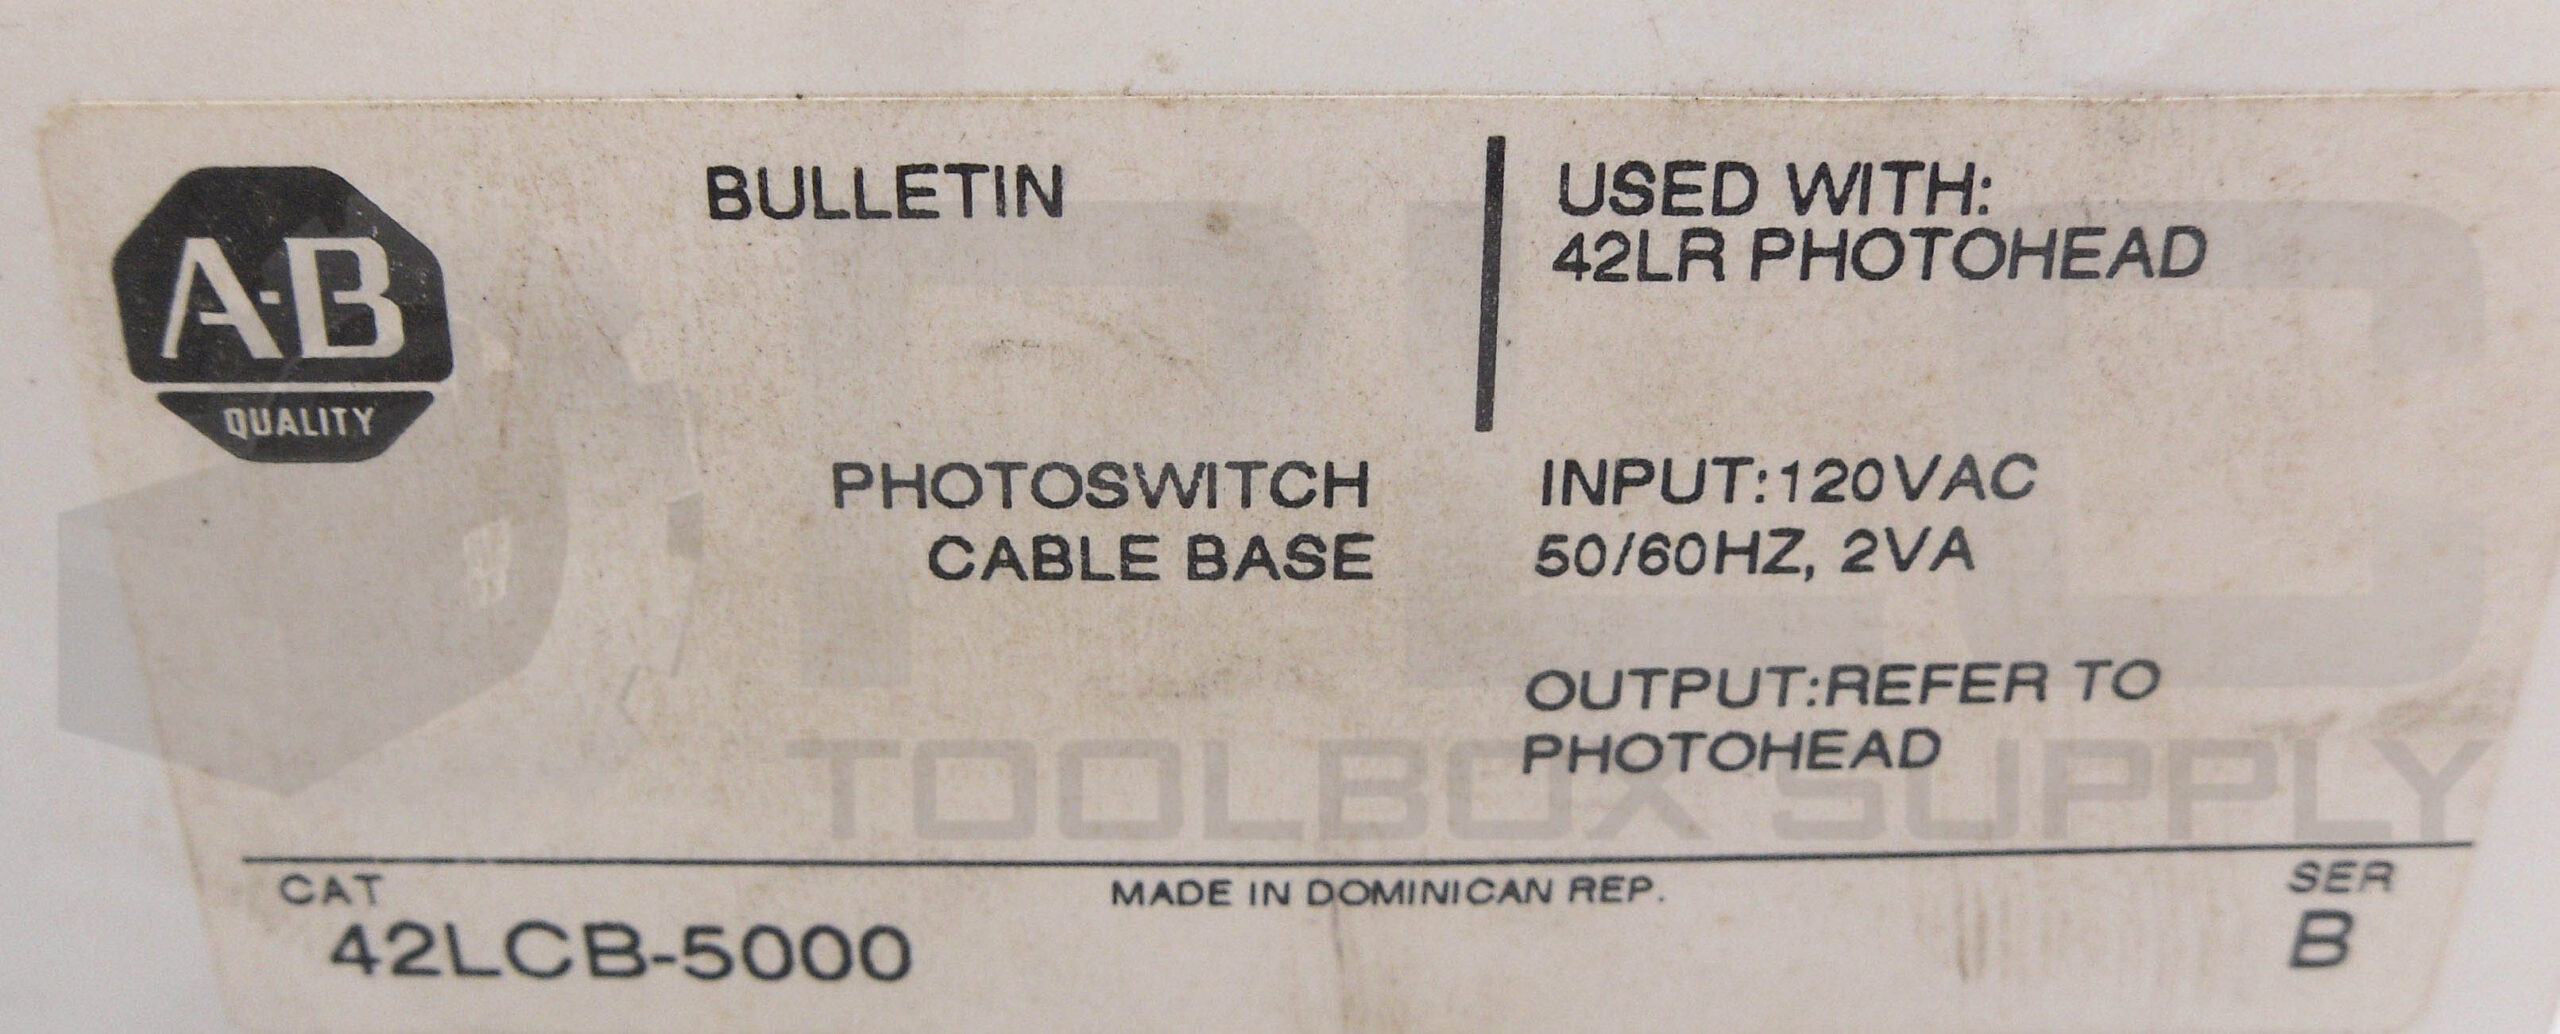 A-B
QUALITY
BULLETIN
USED WITH:
42LR PHOTOHEAD
PHOTOSWITCH
CABLE BASE
INPUT:120VAC
50/60HZ, 2VA
OUTPUT:REFER TO
PHOTOHEAD
PLC
TOOLBOX SUPPLY
CAT
42LCB-5000
MADE IN DOMINICAN REP.
SER
B